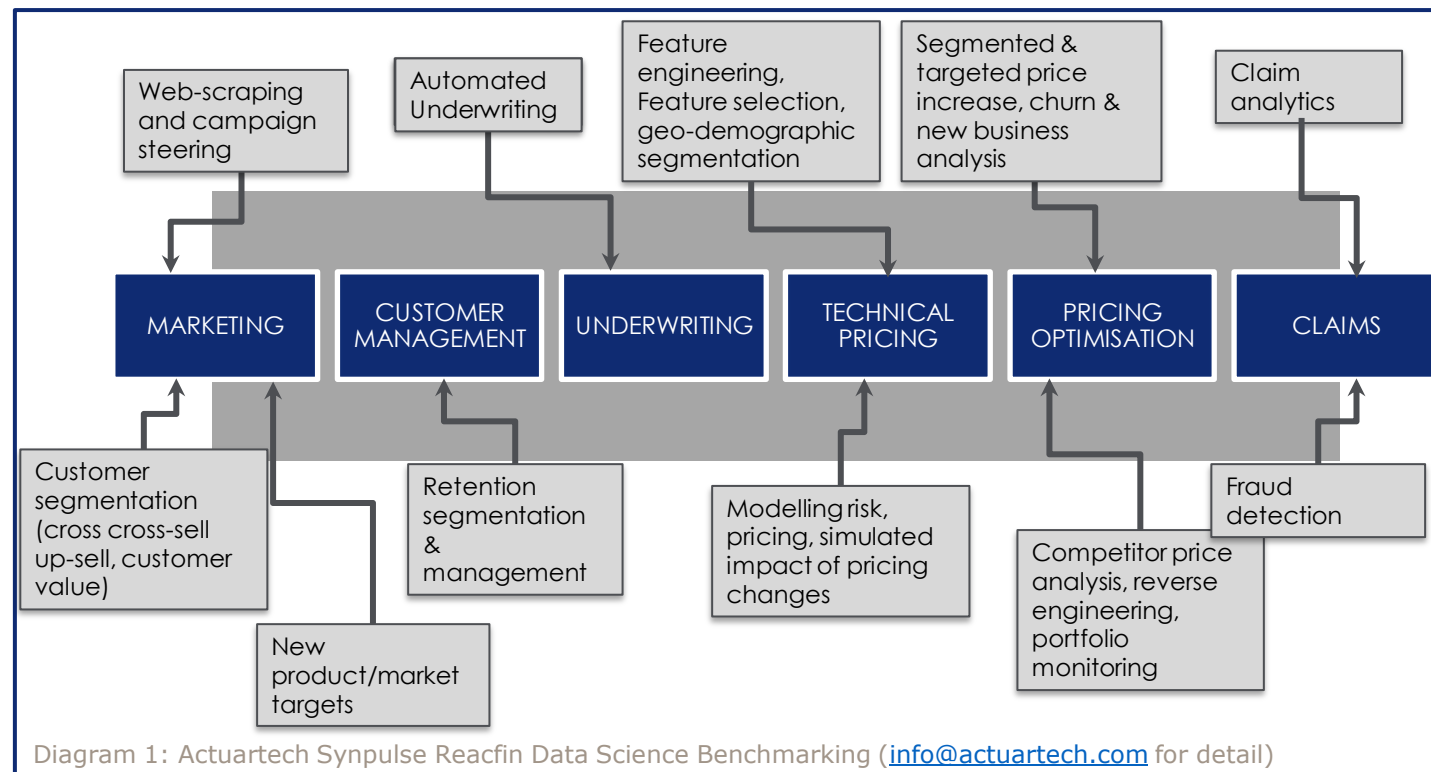 Web-scraping
and campaign
steering
Automated
Underwriting
Feature
engineering,
Feature selection,
geo-demographic
segmentation
Segmented &
targeted price
increase, churn &
new business
analysis
Claim
analytics
MARKETING
CUSTOMER
MANAGEMENT
UNDERWRITING
TECHNICAL
PRICING
PRICING
OPTIMISATION
CLAIMS
Customer
segmentation
(cross cross-sell
up-sell, customer
value)
New
product/market
targets
Retention
segmentation
&
management
Modelling risk,
pricing, simulated
impact of pricing
changes
Competitor price
analysis, reverse
engineering,
portfolio
monitoring
Fraud
detection
Diagram 1: Actuartech Synpulse Reacfin Data Science Benchmarking (info@actuartech.com for detail)